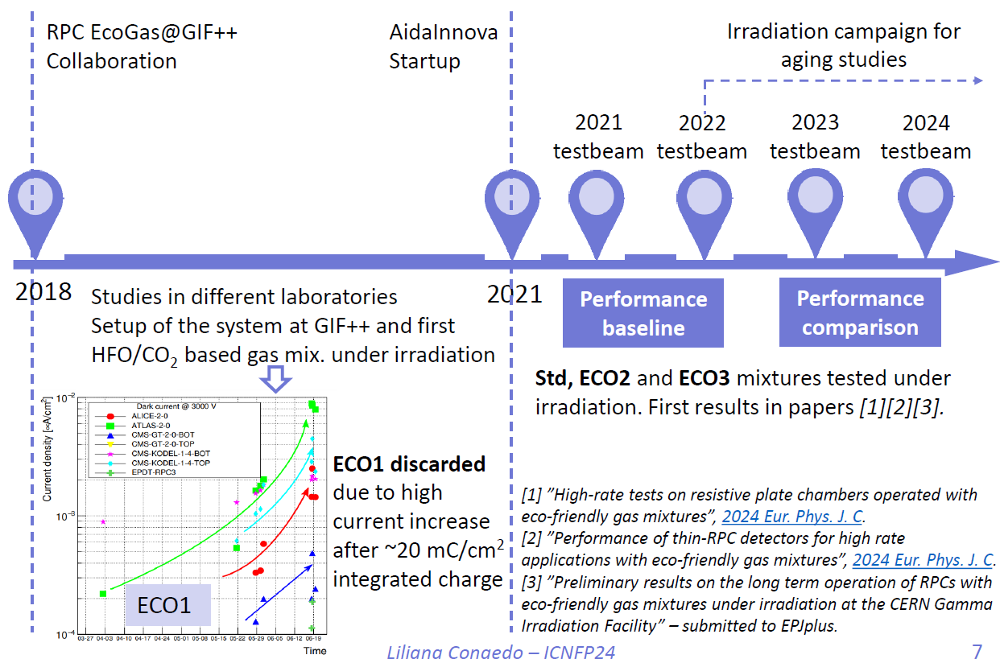 RPC EcoGas@GIF++
Collaboration
AidaInnova
Startup
Irradiation campaign for
aging studies
2021
testbeam
2022
testbeam
2023
testbeam
2024
testbeam
2018
2021
Studies in different laboratories
Setup of the system at GIF++ and first
HFO/CO2 based gas mix. under irradiation
Performance
baseline
Performance
comparison
Std, ECO2 and ECO3 mixtures tested under
irradiation. First results in papers [1][2][3].
Current density [∝A/cm²]
10⁻²
10⁻³
10⁻⁴
Dark current @ 3000 V
ALICE-2-0
ATLAS-2-0
CMS-GT-2-0-BOT
CMS-GT-2-0-TOP
CMS-KODEL-1-4-BOT
CMS-KODEL-1-4-TOP
EPDT-RPC3
ECO1
03-27 04-03 04-10 04-17 04-24 05-01 05-08 05-15 05-22 05-29 06-05 06-12 06-19
Time
ECO1 discarded
due to high
current increase
after ~20 mC/cm²
integrated charge
[1] ”High-rate tests on resistive plate chambers operated with
eco-friendly gas mixtures”, 2024 Eur. Phys. J. C.
[2] ”Performance of thin-RPC detectors for high rate
applications with eco-friendly gas mixtures”, 2024 Eur. Phys. J. C.
[3] ”Preliminary results on the long term operation of RPCs with
eco-friendly gas mixtures under irradiation at the CERN Gamma
Irradiation Facility” – submitted to EPJplus.
Liliana Congedo – ICNFP24
7